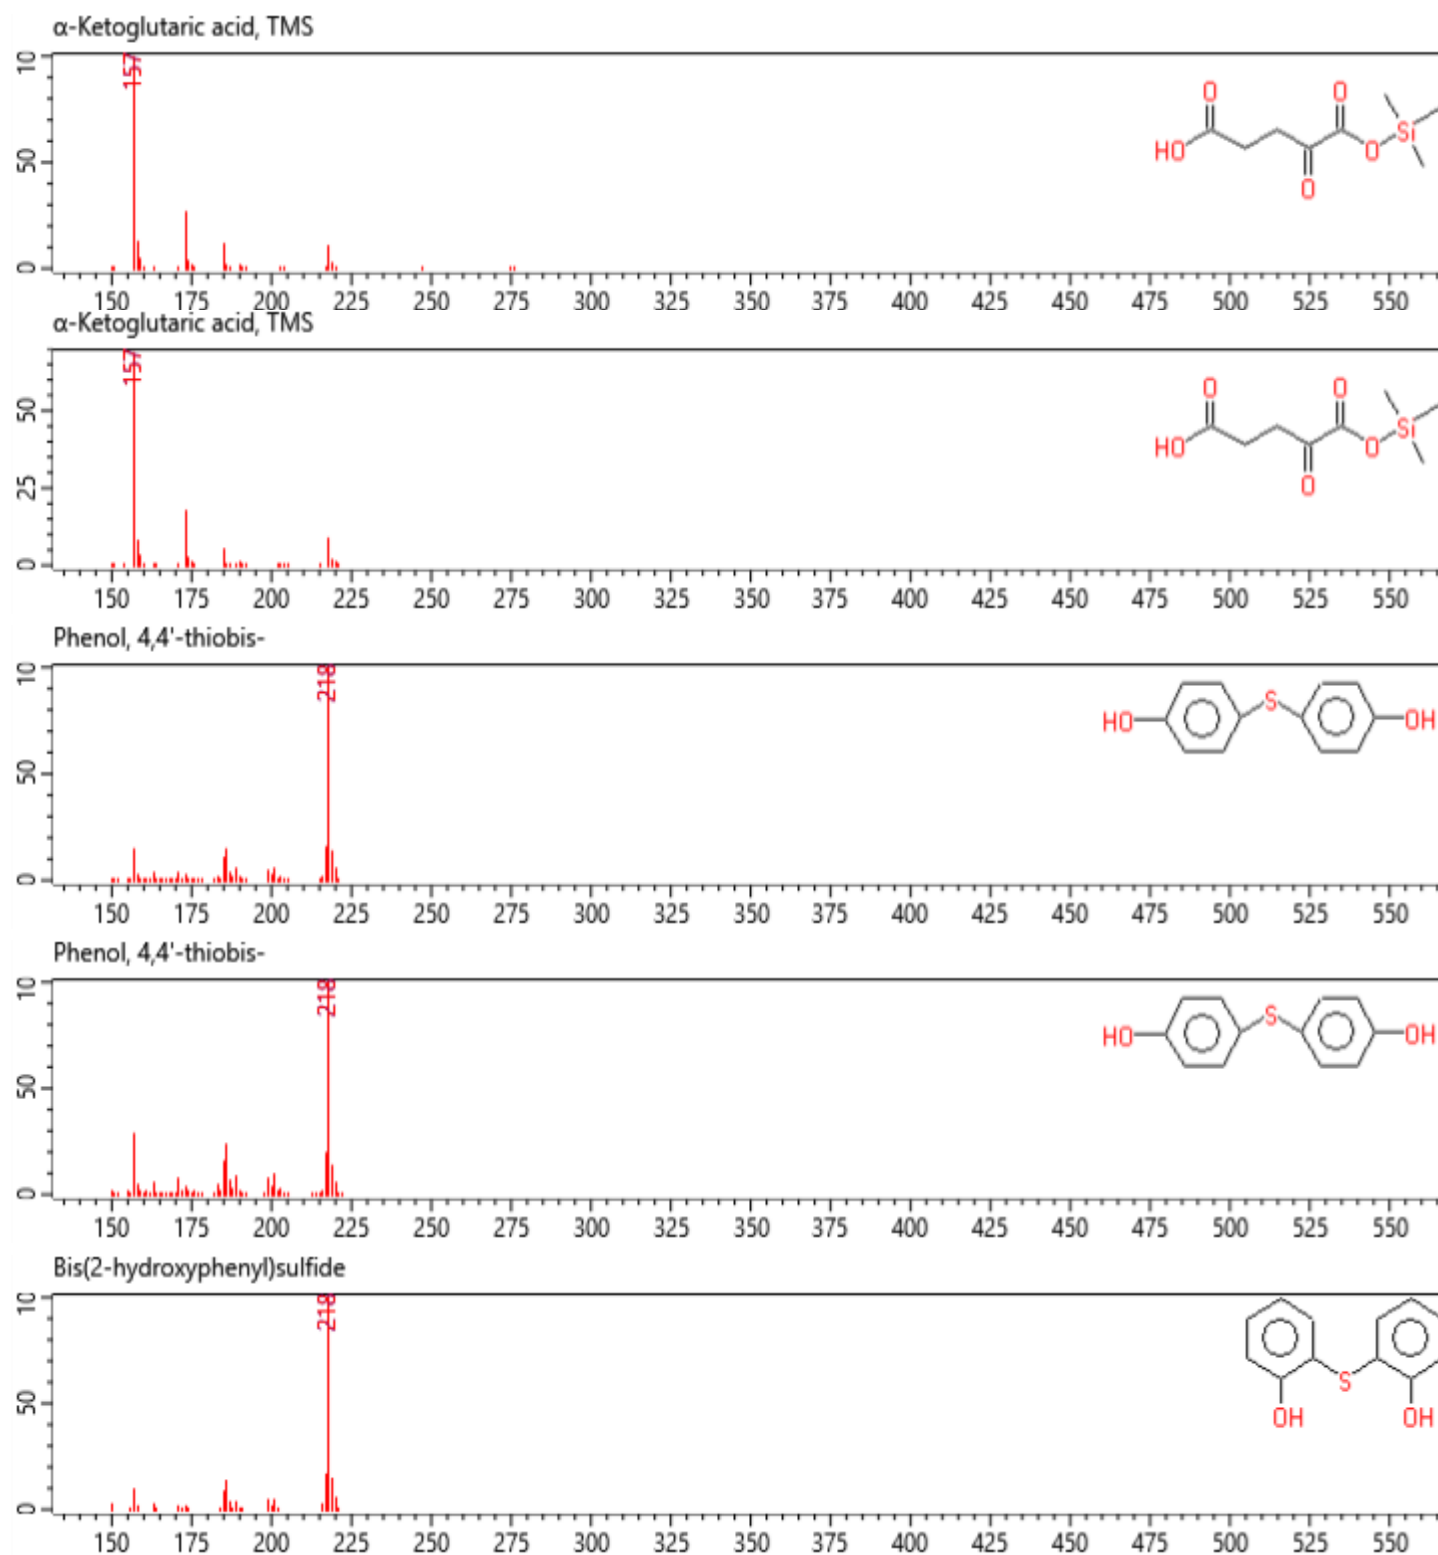 α-Ketoglutaric acid, TMS
10
157
50
0
O O
HO O Si
O
150 175 200 225 250 275 300 325 350 375 400 425 450 475 500 525 550
α-Ketoglutaric acid, TMS
157
50
25
0
O O
HO O Si
O
150 175 200 225 250 275 300 325 350 375 400 425 450 475 500 525 550
Phenol, 4,4'-thiobis-
10
218
50
0
HO S OH
150 175 200 225 250 275 300 325 350 375 400 425 450 475 500 525 550
Phenol, 4,4'-thiobis-
10
218
50
0
HO S OH
150 175 200 225 250 275 300 325 350 375 400 425 450 475 500 525 550
Bis(2-hydroxyphenyl)sulfide
10
218
50
0
S
OH OH
150 175 200 225 250 275 300 325 350 375 400 425 450 475 500 525 550